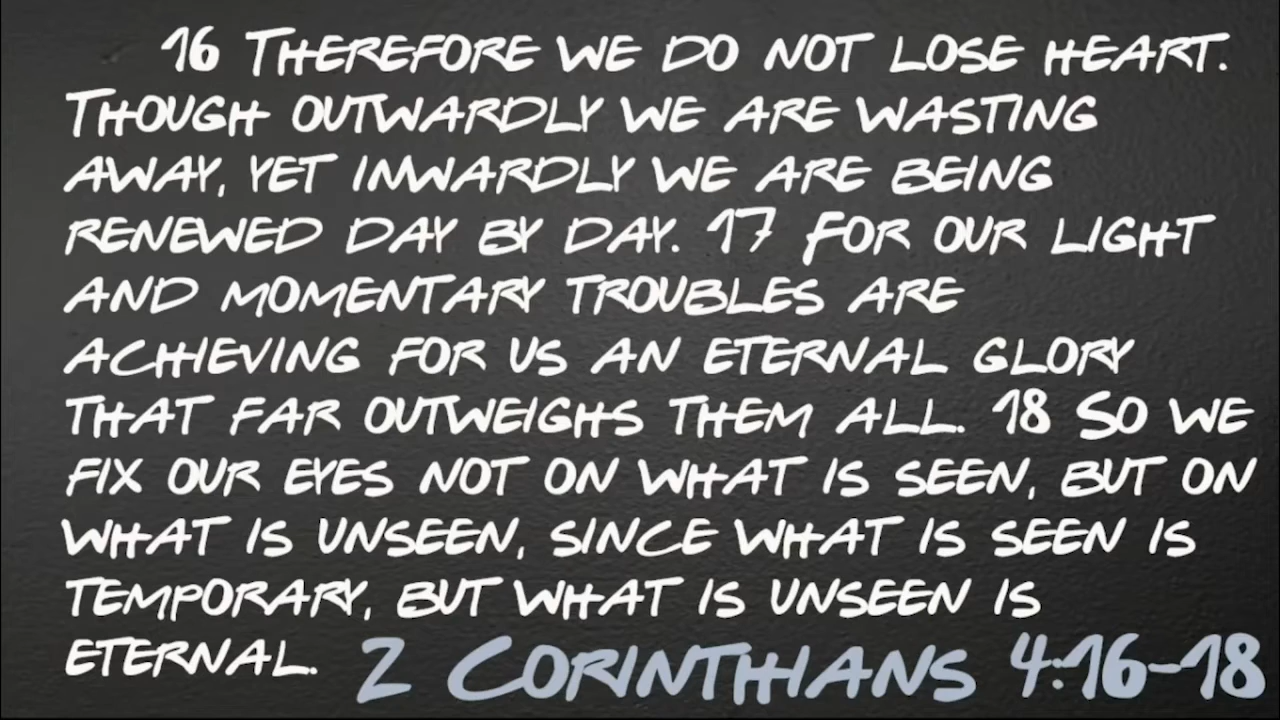 16 Therefore we do not lose heart.
Though outwardly we are wasting
away, yet inwardly we are being
renewed day by day. 17 For our light
and momentary troubles are
achieving for us an eternal glory
that far outweighs them all. 18 So we
fix our eyes not on what is seen, but on
what is unseen, since what is seen is
temporary, but what is unseen is
eternal. 2 Corinthians 4:16-18